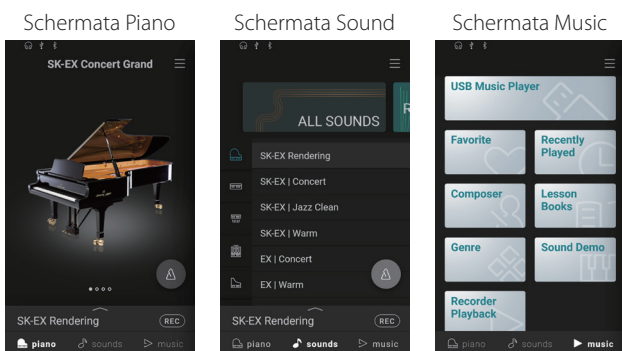 Schermata Piano
SK-EX Concert Grand
SK-EX Rendering
REC
piano
sounds
music
Schermata Sound
ALL SOUNDS
R
SK-EX Rendering
SK-EX | Concert
SK-EX | Jazz Clean
SK-EX | Warm
EX | Concert
EX | Warm
SK-EX Rendering
REC
piano
sounds
music
Schermata Music
USB Music Player
Favorite
Recently
Played
Composer
Lesson
Books
Genre
Sound Demo
Recorder
Playback
piano
sounds
music